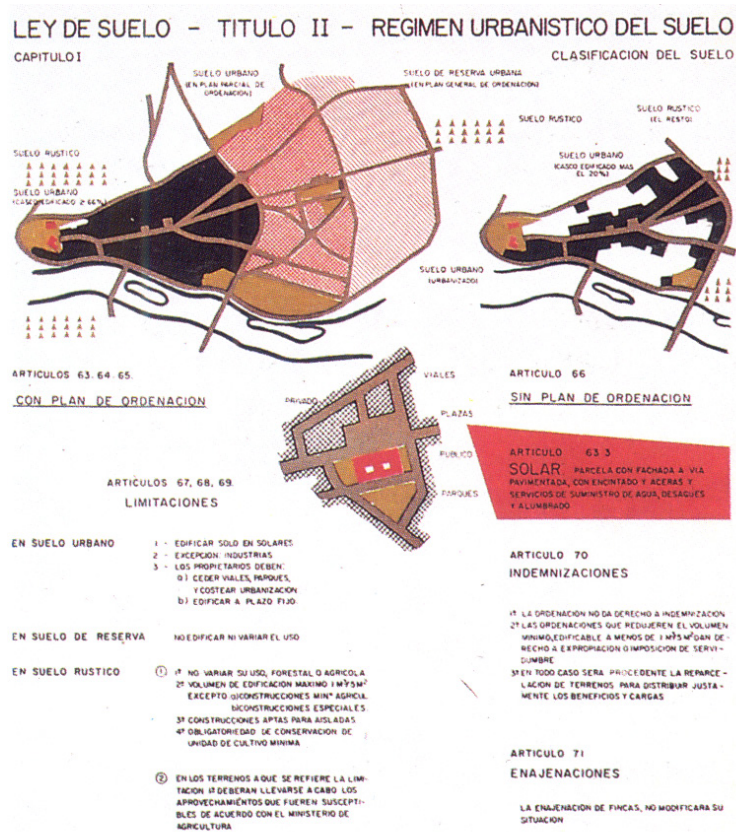 LEY DE SUELO - TITULO II - REGIMEN URBANISTICO DEL SUELO
CAPITULO I
CLASIFICACION DEL SUELO
SUELO URBANO
(EN PLAN PARCIAL DE
ORDENACION)
SUELO DE RESERVA URBANA
(EN PLAN GENERAL DE ORDENACION)
SUELO RUSTICO
SUELO RUSTICO
(EL RESTO)
SUELO RUSTICO
SUELO URBANO
(CASCO EDIFICADO 2·66%)
SUELO URBANO
(CASCO EDIFICADO MAS
EL 20%)
SUELO URBANO
(URBANIZADO)
ARTICULOS 63. 64. 65.
CON PLAN DE ORDENACION
ARTICULO 66
SIN PLAN DE ORDENACION
PRIVADO
VIALES
PLAZAS
PUBLICO
PARQUES
ARTICULO 63 3
SOLAR. PARCELA CON FACHADA A VIA
PAVIMENTADA, CON ENCINTADO Y ACERAS Y
SERVICIOS DE SUMINISTRO DE AGUA, DESAGUES
Y ALUMBRADO
ARTICULOS 67, 68, 69.
LIMITACIONES
EN SUELO URBANO
1 - EDIFICAR SOLO EN SOLARES
2 - EXCEPCION: INDUSTRIAS
3 - LOS PROPIETARIOS DEBEN:
a) CEDER VIALES, PARQUES,
Y COSTEAR URBANIZACION
b) EDIFICAR A PLAZO FIJO.
EN SUELO DE RESERVA
NO EDIFICAR NI VARIAR EL USO
EN SUELO RUSTICO
1 1º NO VARIAR SU USO, FORESTAL O AGRICOLA
2º VOLUMEN DE EDIFICACION MAXIMO 1 M³/5M²
EXCEPTO a)CONSTRUCCIONES MINº AGRICUL.
b)CONSTRUCCIONES ESPECIALES
3º CONSTRUCCIONES APTAS PARA AISLADAS
4º OBLIGATORIEDAD DE CONSERVACION DE
UNIDAD DE CULTIVO MINIMA
2 EN LOS TERRENOS A QUE SE REFIERE LA LIMI-
TACION 1ª DEBERAN LLEVARSE A CABO LOS
APROVECHAMIENTOS QUE FUEREN SUSCEPTI-
BLES DE ACUERDO CON EL MINISTERIO DE
AGRICULTURA
ARTICULO 70
INDEMNIZACIONES
1º LA ORDENACION NO DA DERECHO A INDEMNIZACION
2º LAS ORDENACIONES QUE REDUJEREN EL VOLUMEN
MINIMO, EDIFICABLE A MENOS DE 1 M³/5 M² DAN DE-
RECHO A EXPROPIACION O IMPOSICION DE SERVI-
DUMBRE
3º EN TODO CASO SERA PROCEDENTE LA REPARCE-
LACION DE TERRENOS PARA DISTRIBUIR JUSTA-
MENTE LOS BENEFICIOS Y CARGAS
ARTICULO 71
ENAJENACIONES
LA ENAJENACION DE FINCAS, NO MODIFICARA SU
SITUACION